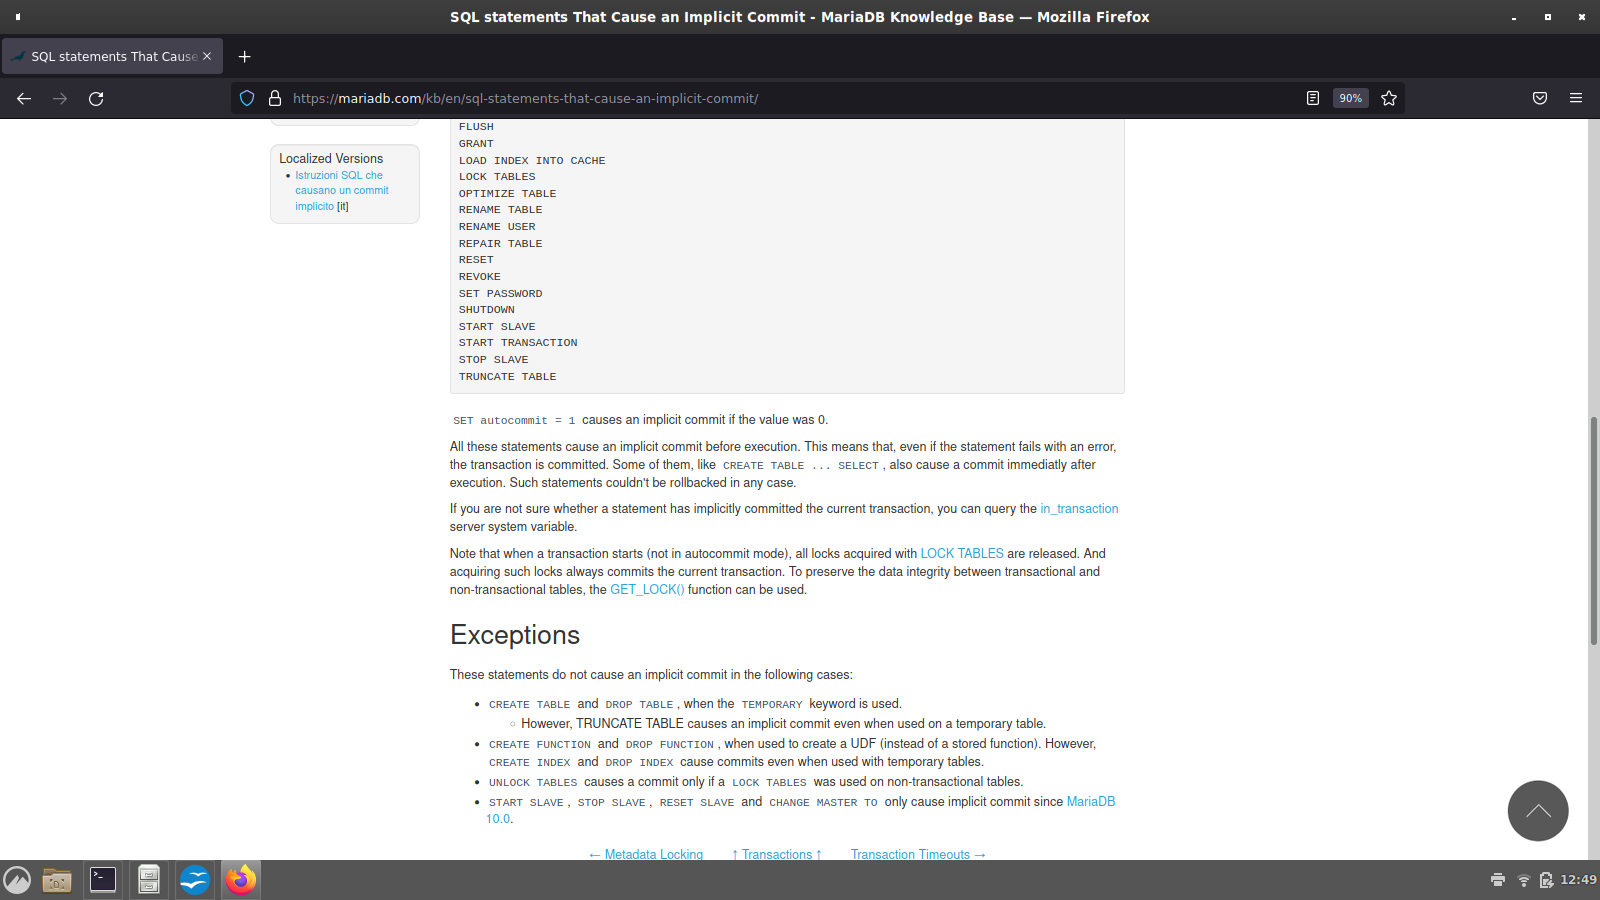 SQL statements That Cause an Implicit Commit - MariaDB Knowledge Base — Mozilla Firefox
SQL statements That Cause
https://mariadb.com/kb/en/sql-statements-that-cause-an-implicit-commit/
90%
Localized Versions
Istruzioni SQL che
causano un commit
implicito [it]
FLUSH
GRANT
LOAD INDEX INTO CACHE
LOCK TABLES
OPTIMIZE TABLE
RENAME TABLE
RENAME USER
REPAIR TABLE
RESET
REVOKE
SET PASSWORD
SHUTDOWN
START SLAVE
START TRANSACTION
STOP SLAVE
TRUNCATE TABLE
SET autocommit = 1 causes an implicit commit if the value was 0.
All these statements cause an implicit commit before execution. This means that, even if the statement fails with an error,
the transaction is committed. Some of them, like CREATE TABLE ... SELECT, also cause a commit immediatly after
execution. Such statements couldn't be rollbacked in any case.
If you are not sure whether a statement has implicitly committed the current transaction, you can query the in_transaction
server system variable.
Note that when a transaction starts (not in autocommit mode), all locks acquired with LOCK TABLES are released. And
acquiring such locks always commits the current transaction. To preserve the data integrity between transactional and
non-transactional tables, the GET_LOCK() function can be used.
Exceptions
These statements do not cause an implicit commit in the following cases:
• CREATE TABLE and DROP TABLE, when the TEMPORARY keyword is used.
○ However, TRUNCATE TABLE causes an implicit commit even when used on a temporary table.
• CREATE FUNCTION and DROP FUNCTION, when used to create a UDF (instead of a stored function). However,
CREATE INDEX and DROP INDEX cause commits even when used with temporary tables.
• UNLOCK TABLES causes a commit only if a LOCK TABLES was used on non-transactional tables.
• START SLAVE, STOP SLAVE, RESET SLAVE and CHANGE MASTER TO only cause implicit commit since MariaDB
10.0.
← Metadata Locking ↑ Transactions ↑ Transaction Timeouts →
12:49